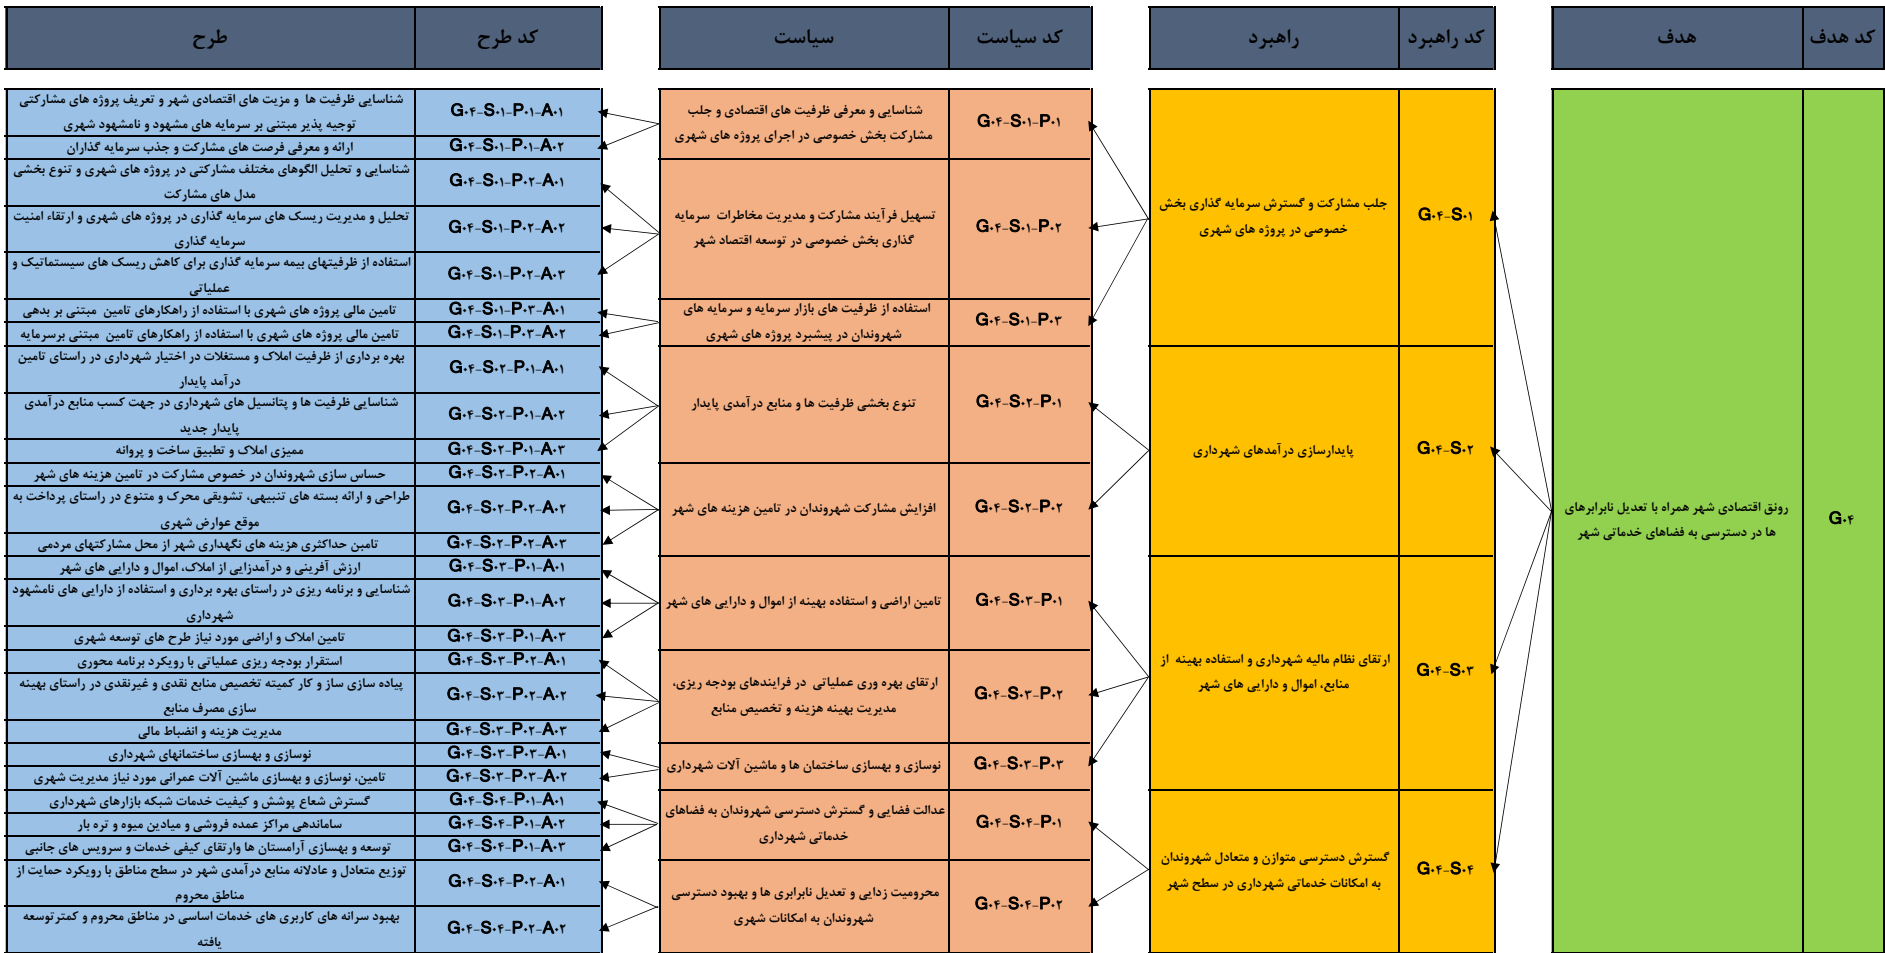 کد هدف
هدف
کد راهبرد
راهبرد
کد سیاست
سیاست
کد طرح
طرح
G۰۴
رونق اقتصادی شهر همراه با تعدیل نابرابرهای
ها در دسترسی به فضاهای خدماتی شهر
G۰۴-S۰۱
جلب مشارکت و گسترش سرمایه گذاری بخش
خصوصی در پروژه های شهری
G۰۴-S۰۲
پایدارسازی درآمدهای شهرداری
G۰۴-S۰۳
ارتقای نظام مالیه شهرداری و استفاده بهینه از
منابع، اموال و دارایی های شهر
G۰۴-S۰۴
گسترش دسترسی متوازن و متعادل شهروندان
به امکانات خدماتی شهرداری در سطح شهر
G۰۴-S۰۱-P۰۱
شناسایی و معرفی ظرفیت های اقتصادی و جلب
مشارکت بخش خصوصی در اجرای پروژه های شهری
G۰۴-S۰۱-P۰۲
تسهیل فرآیند مشارکت و مدیریت مخاطرات سرمایه
گذاری بخش خصوصی در توسعه اقتصاد شهر
G۰۴-S۰۱-P۰۳
استفاده از ظرفیت های بازار سرمایه و سرمایه های
شهروندان در پیشبرد پروژه های شهری
G۰۴-S۰۲-P۰۱
تنوع بخشی ظرفیت ها و منابع درآمدی پایدار
G۰۴-S۰۲-P۰۲
افزایش مشارکت شهروندان در تامین هزینه های شهر
G۰۴-S۰۳-P۰۱
تامین اراضی و استفاده بهینه از اموال و دارایی های شهر
G۰۴-S۰۳-P۰۲
ارتقای بهره وری عملیاتی در فرایندهای بودجه ریزی،
مدیریت بهینه هزینه و تخصیص منابع
G۰۴-S۰۳-P۰۳
نوسازی و بهسازی ساختمان ها و ماشین آلات شهرداری
G۰۴-S۰۴-P۰۱
عدالت فضایی و گسترش دسترسی شهروندان به فضاهای
خدماتی شهرداری
G۰۴-S۰۴-P۰۲
محرومیت زدایی و تعدیل نابرابری ها و بهبود دسترسی
شهروندان به امکانات شهری
G۰۴-S۰۱-P۰۱-A۰۱
شناسایی ظرفیت ها و مزیت های اقتصادی شهر و تعریف پروژه های مشارکتی
توجیه پذیر مبتنی بر سرمایه های مشهود و نامشهود شهری
G۰۴-S۰۱-P۰۱-A۰۲
ارائه و معرفی فرصت های مشارکت و جذب سرمایه گذاران
G۰۴-S۰۱-P۰۲-A۰۱
شناسایی و تحلیل الگوهای مختلف مشارکتی در پروژه های شهری و تنوع بخشی
مدل های مشارکت
G۰۴-S۰۱-P۰۲-A۰۲
تحلیل و مدیریت ریسک های سرمایه گذاری در پروژه های شهری و ارتقاء امنیت
سرمایه گذاری
G۰۴-S۰۱-P۰۲-A۰۳
استفاده از ظرفیتهای بیمه سرمایه گذاری برای کاهش ریسک های سیستماتیک و
عملیاتی
G۰۴-S۰۱-P۰۳-A۰۱
تامین مالی پروژه های شهری با استفاده از راهکارهای تامین مبتنی بر بدهی
G۰۴-S۰۱-P۰۳-A۰۲
تامین مالی پروژه های شهری با استفاده از راهکارهای تامین مبتنی برسرمایه
G۰۴-S۰۲-P۰۱-A۰۱
بهره برداری از ظرفیت املاک و مستغلات در اختیار شهرداری در راستای تامین
درآمد پایدار
G۰۴-S۰۲-P۰۱-A۰۲
شناسایی ظرفیت ها و پتانسیل های شهرداری در جهت کسب منابع درآمدی
پایدار جدید
G۰۴-S۰۲-P۰۱-A۰۳
ممیزی املاک و تطبیق ساخت و پروانه
G۰۴-S۰۲-P۰۲-A۰۱
حساس سازی شهروندان در خصوص مشارکت در تامین هزینه های شهر
G۰۴-S۰۲-P۰۲-A۰۲
طراحی و ارائه بسته های تنبیهی، تشویقی محرک و متنوع در راستای پرداخت به
موقع عوارض شهری
G۰۴-S۰۲-P۰۲-A۰۳
تامین حداکثری هزینه های نگهداری شهر از محل مشارکتهای مردمی
G۰۴-S۰۳-P۰۱-A۰۱
ارزش آفرینی و درآمدزایی از املاک، اموال و دارایی های شهر
G۰۴-S۰۳-P۰۱-A۰۲
شناسایی و برنامه ریزی در راستای بهره برداری و استفاده از دارایی های نامشهود
شهرداری
G۰۴-S۰۳-P۰۱-A۰۳
تامین املاک و اراضی مورد نیاز طرح های توسعه شهری
G۰۴-S۰۳-P۰۲-A۰۱
استقرار بودجه ریزی عملیاتی با رویکرد برنامه محوری
G۰۴-S۰۳-P۰۲-A۰۲
پیاده سازی ساز و کار کمیته تخصیص منابع نقدی و غیرنقدی در راستای بهینه
سازی مصرف منابع
G۰۴-S۰۳-P۰۲-A۰۳
مدیریت هزینه و انضباط مالی
G۰۴-S۰۳-P۰۳-A۰۱
نوسازی و بهسازی ساختمانهای شهرداری
G۰۴-S۰۳-P۰۳-A۰۲
تامین، نوسازی و بهسازی ماشین آلات عمرانی مورد نیاز مدیریت شهری
G۰۴-S۰۴-P۰۱-A۰۱
گسترش شعاع پوشش و کیفیت خدمات شبکه بازارهای شهرداری
G۰۴-S۰۴-P۰۱-A۰۲
ساماندهی مراکز عمده فروشی و میادین میوه و تره بار
G۰۴-S۰۴-P۰۱-A۰۳
توسعه و بهسازی آرامستان ها وارتقای کیفی خدمات و سرویس های جانبی
G۰۴-S۰۴-P۰۲-A۰۱
توزیع متعادل و عادلانه منابع درآمدی شهر در سطح مناطق با رویکرد حمایت از
مناطق محروم
G۰۴-S۰۴-P۰۲-A۰۲
بهبود سرانه های کاربری های خدمات اساسی در مناطق محروم و کمترتوسعه
یافته